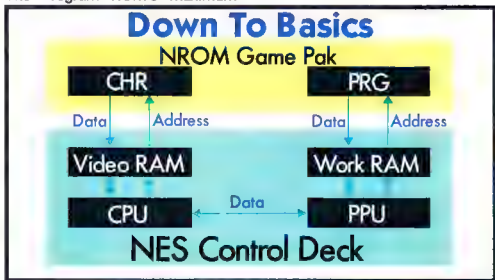 Down To Basics
NROM Game Pak
CHR PRG
Data Address Data Address
Video RAM Work RAM
CPU Data PPU
NES Control Deck